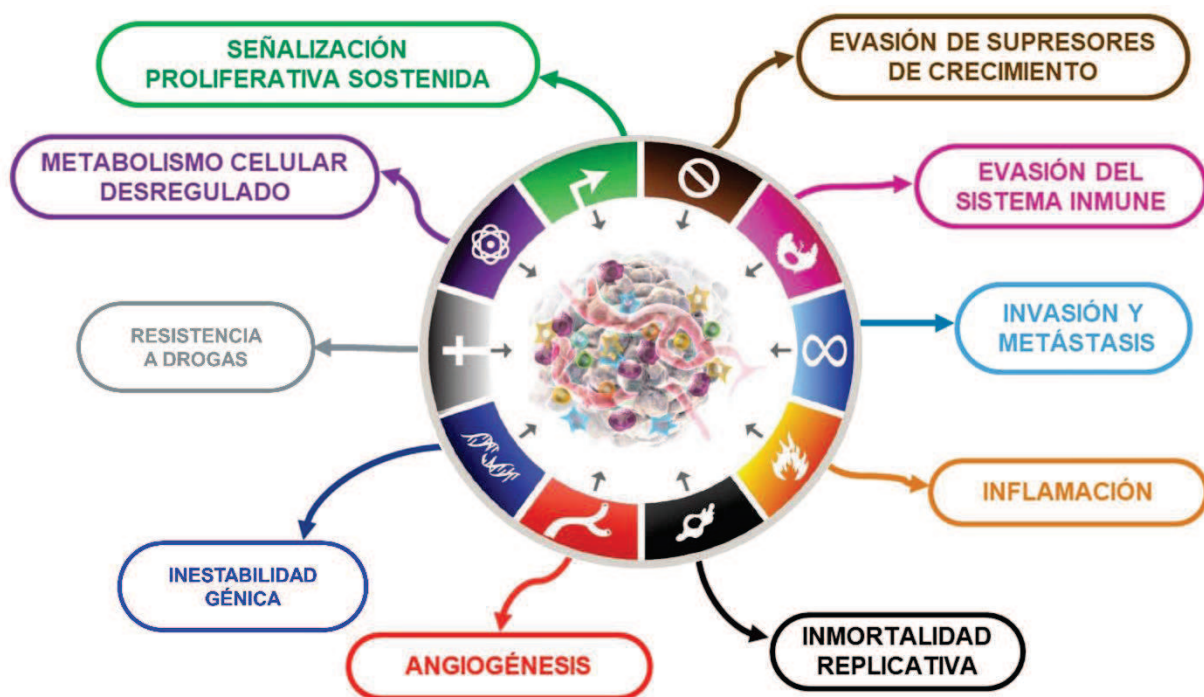 SEÑALIZACIÓN
PROLIFERATIVA SOSTENIDA
EVASIÓN DE SUPRESORES
DE CRECIMIENTO
METABOLISMO CELULAR
DESREGULADO
EVASIÓN DEL
SISTEMA INMUNE
RESISTENCIA
A DROGAS
INVASIÓN Y
METÁSTASIS
INFLAMACIÓN
INESTABILIDAD
GÉNICA
ANGIOGÉNESIS
INMORTALIDAD
REPLICATIVA